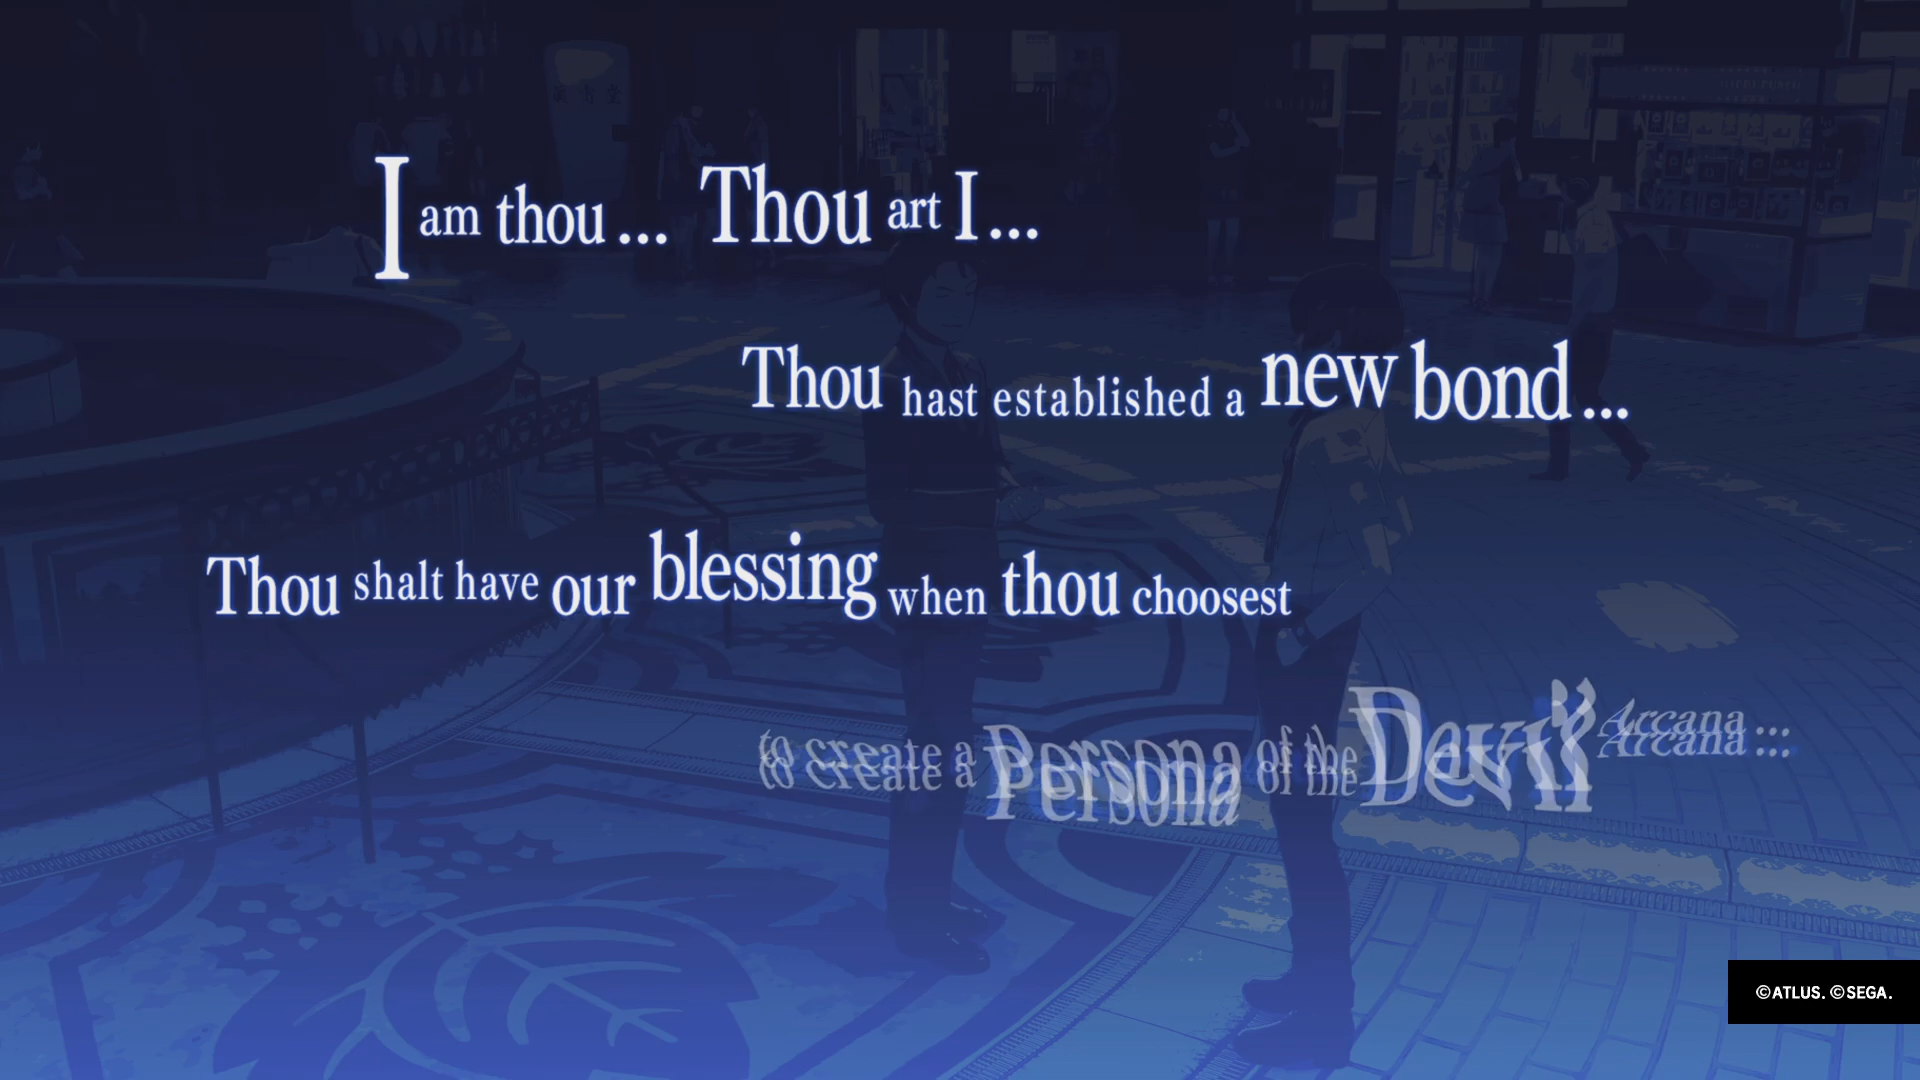 I am thou... Thou art I...
Thou hast established a new bond...
Thou shalt have our blessing when thou choosest
to create a Persona of the Devil Arcana...
©ATLUS. ©SEGA.